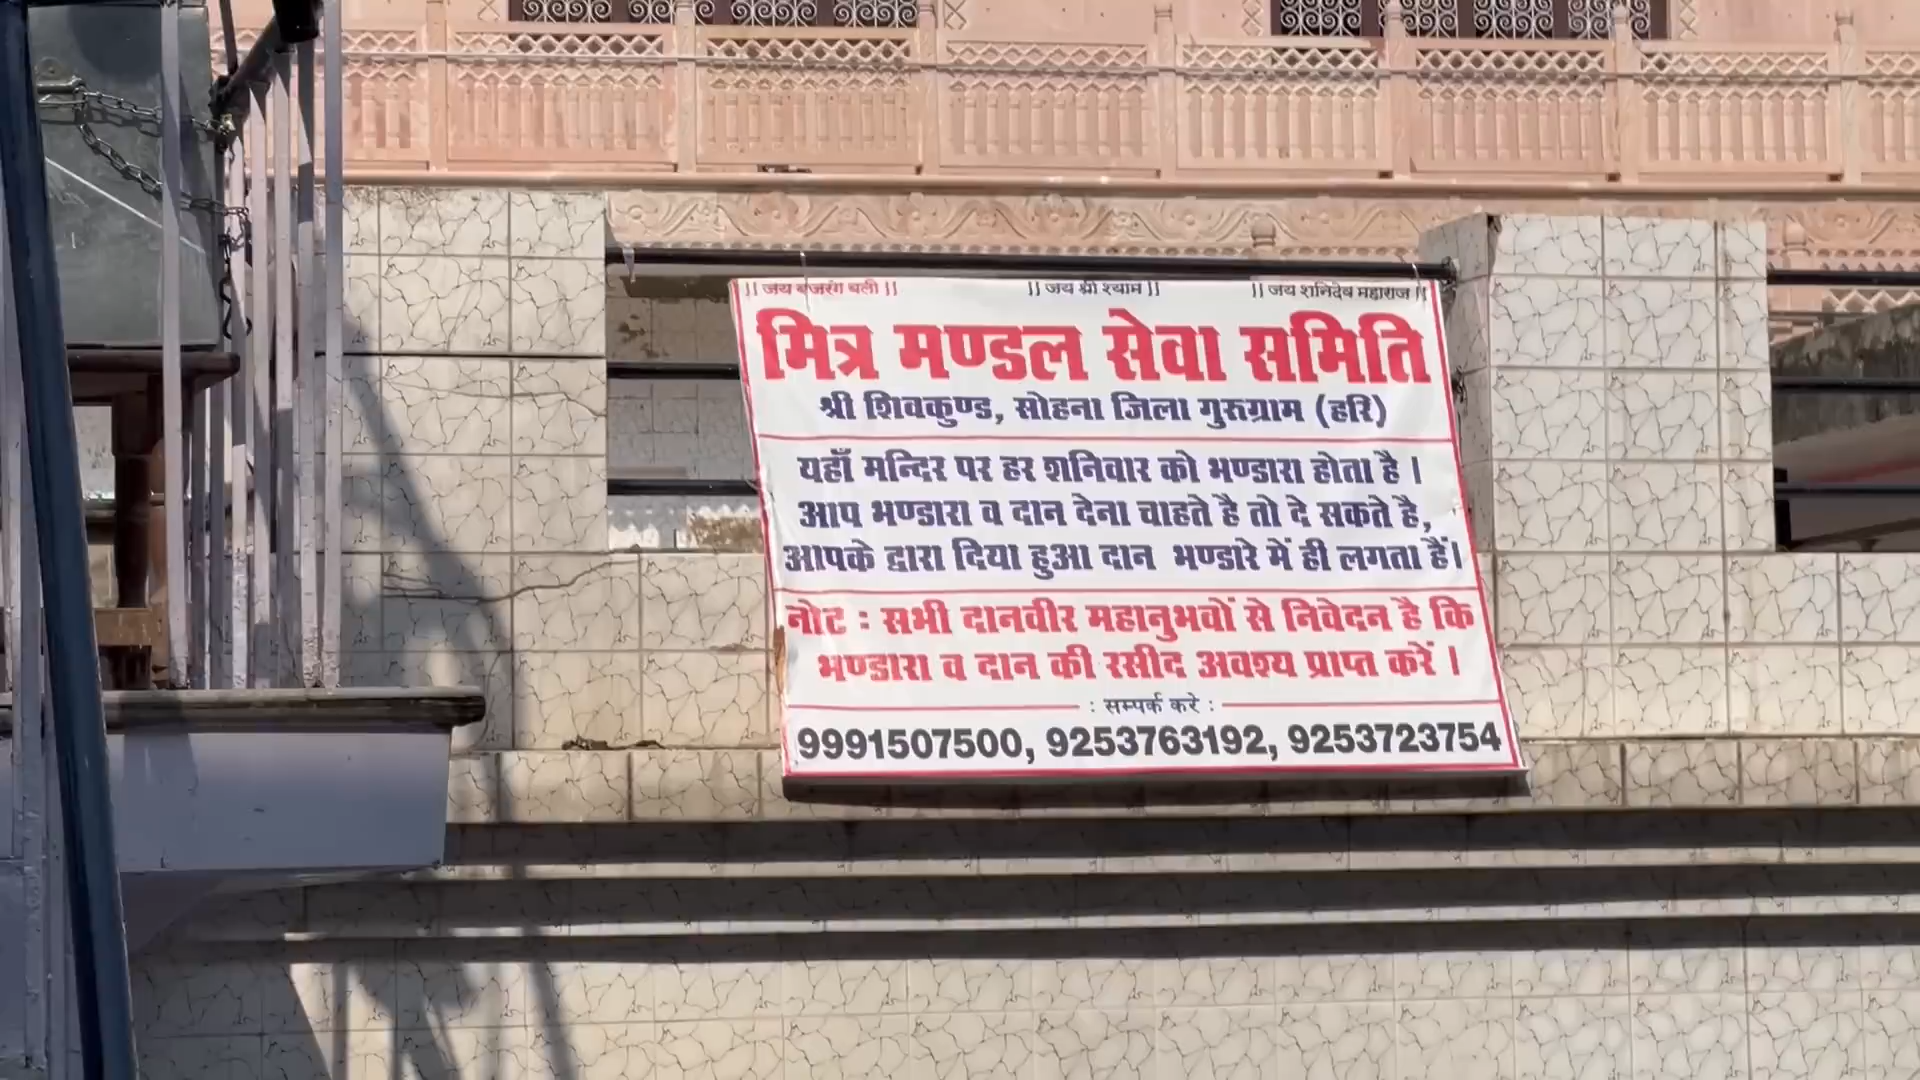 || जय बजरंग बली ||
|| जय श्री श्याम ||
|| जय शनिदेव महाराज ||
मित्र मण्डल सेवा समिति
श्री शिवकुण्ड, सोहना जिला गुरुग्राम (हरि)
यहाँ मन्दिर पर हर शनिवार को भण्डारा होता है ।
आप भण्डारा व दान देना चाहते है तो दे सकते है,
आपके द्वारा दिया हुआ दान भण्डारे में ही लगता हैं।
नोट : सभी दानवीर महानुभवों से निवेदन है कि
भण्डारा व दान की रसीद अवश्य प्राप्त करें ।
: सम्पर्क करे :
9991507500, 9253763192, 9253723754